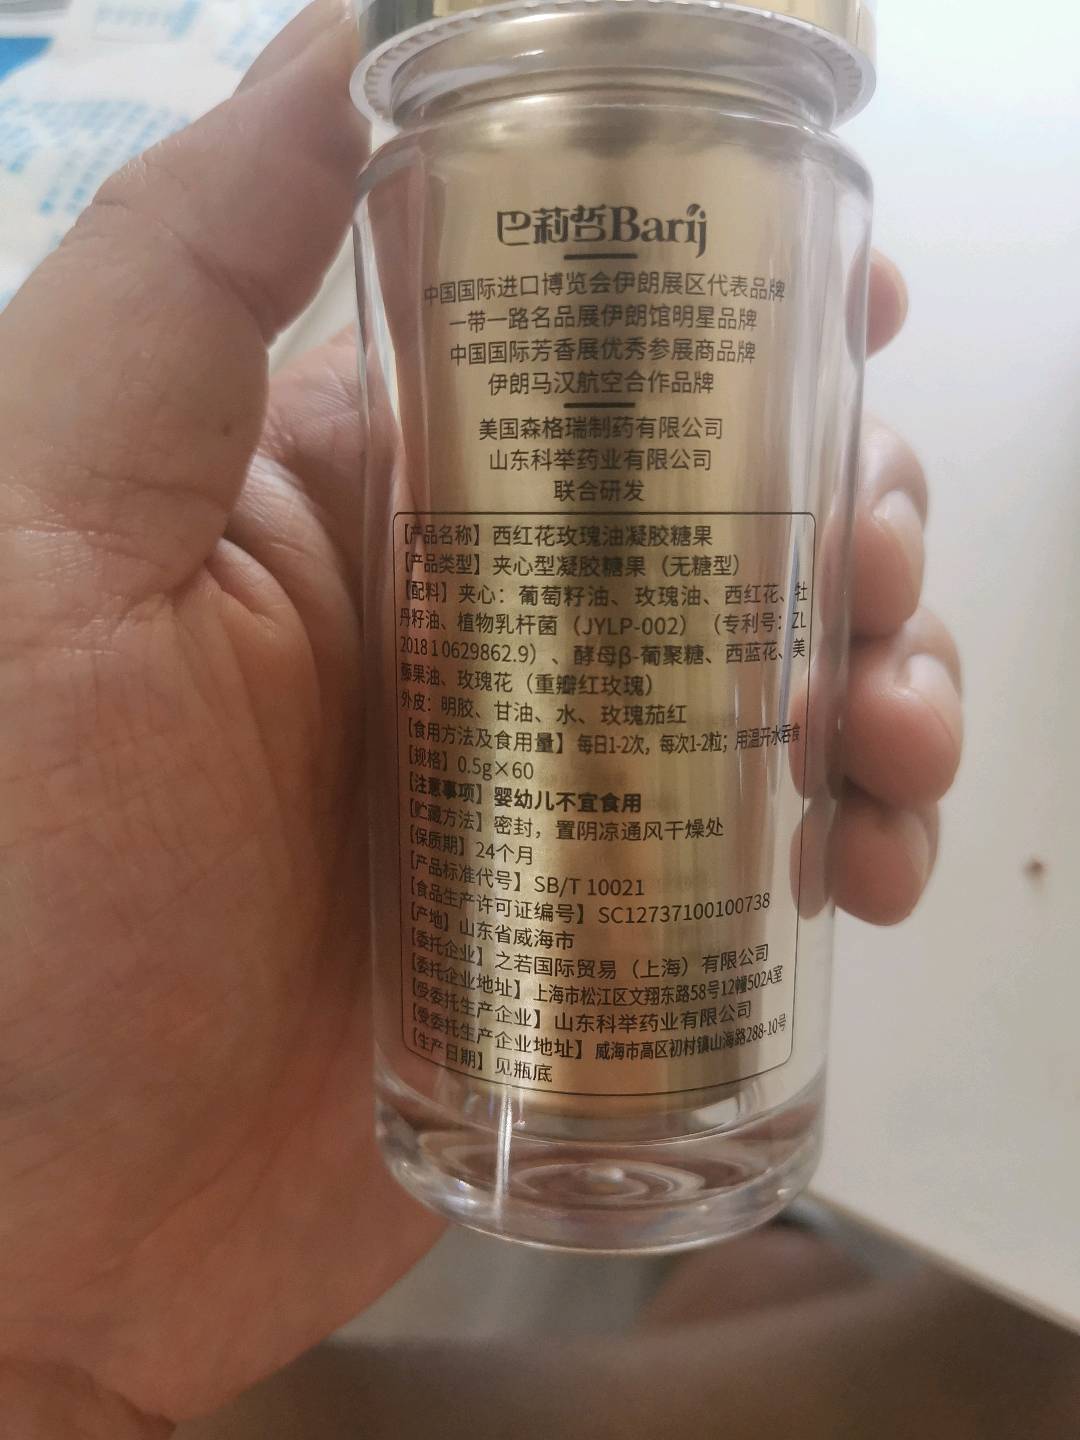 巴莉哲Barij
中国国际进口博览会伊朗展区代表品牌
一带一路名品展伊朗馆明星品牌
中国国际芳香展优秀参展商品牌
伊朗马汉航空合作品牌
美国森格瑞制药有限公司
山东科举药业有限公司
联合研发
【产品名称】西红花玫瑰油凝胶糖果
【产品类型】夹心型凝胶糖果（无糖型）
【配料】夹心：葡萄籽油、玫瑰油、西红花、牡
丹籽油、植物乳杆菌（JYLP-002）（专利号：ZL
2018 1 0629862.9）、酵母β-葡聚糖、西蓝花、美
藤果油、玫瑰花（重瓣红玫瑰）
外皮：明胶、甘油、水、玫瑰茄红
【食用方法及食用量】每日1-2次，每次1-2粒；用温开水吞食
【规格】0.5g×60
【注意事项】婴幼儿不宜食用
【贮藏方法】密封，置阴凉通风干燥处
【保质期】24个月
【产品标准代号】SB/T 10021
【食品生产许可证编号】SC12737100100738
【产地】山东省威海市
【委托企业】之若国际贸易（上海）有限公司
【委托企业地址】上海市松江区文翔东路58号12幢502A室
【受委托生产企业】山东科举药业有限公司
【受委托生产企业地址】威海市高区初村镇山海路288-10号
【生产日期】见瓶底